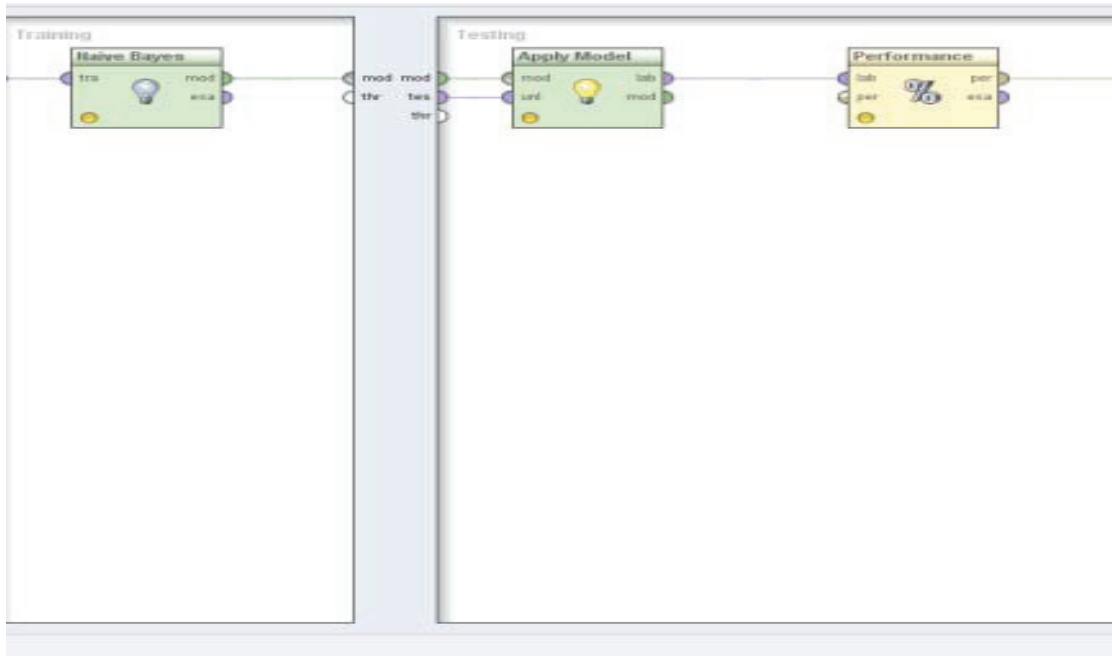 Training
Naive Bayes
tra mod
exa
mod mod
thr tes
thr
Testing
Apply Model
mod lab
unl mod
Performance
lab per
per % exa